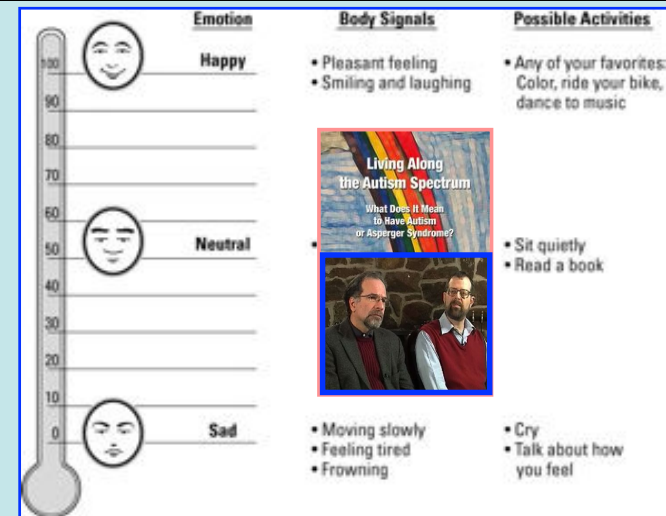 Emotion
Body Signals
Possible Activities
100
Happy
• Pleasant feeling
• Smiling and laughing
• Any of your favorites:
Color, ride your bike,
dance to music
90
80
70
60
50
Neutral
• Sit quietly
• Read a book
40
30
20
10
0
Sad
• Moving slowly
• Feeling tired
• Frowning
• Cry
• Talk about how
you feel
Living Along
the Autism Spectrum
What Does It Mean
to Have Autism
or Asperger Syndrome?